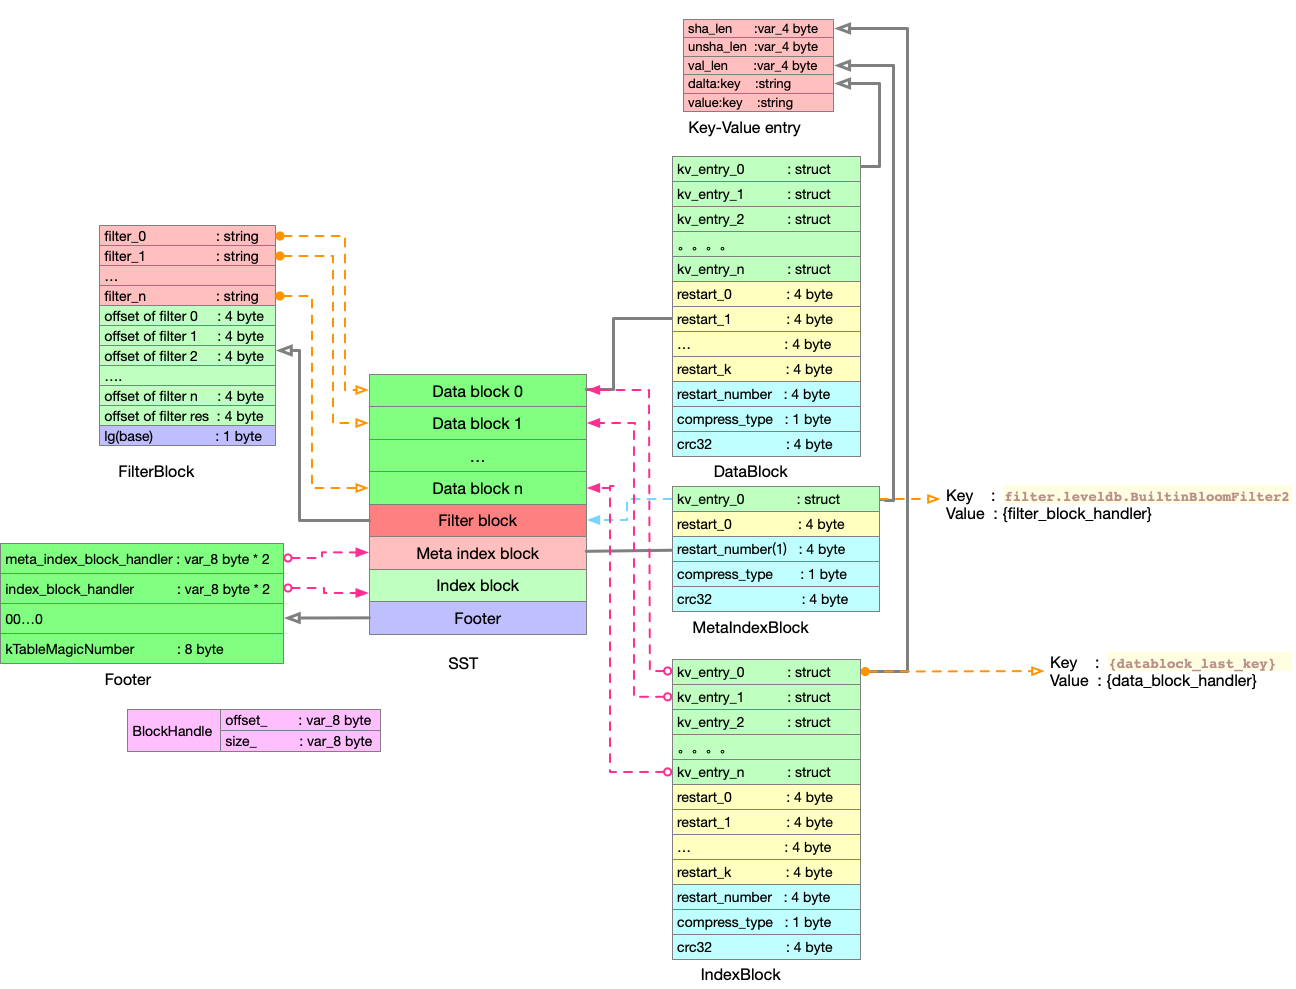 sha_len :var_4 byte
unsha_len :var_4 byte
val_len :var_4 byte
dalta:key :string
value:key :string
Key-Value entry
kv_entry_0 : struct
kv_entry_1 : struct
kv_entry_2 : struct
。。。。
kv_entry_n : struct
restart_0 : 4 byte
restart_1 : 4 byte
... : 4 byte
restart_k : 4 byte
restart_number : 4 byte
compress_type : 1 byte
crc32 : 4 byte
DataBlock
filter_0 : string
filter_1 : string
...
filter_n : string
offset of filter 0 : 4 byte
offset of filter 1 : 4 byte
offset of filter 2 : 4 byte
....
offset of filter n : 4 byte
offset of filter res : 4 byte
lg(base) : 1 byte
FilterBlock
Data block 0
Data block 1
...
Data block n
Filter block
Meta index block
Index block
Footer
SST
kv_entry_0 : struct
restart_0 : 4 byte
restart_number(1) : 4 byte
compress_type : 1 byte
crc32 : 4 byte
MetaIndexBlock
Key : filter.leveldb.BuiltinBloomFilter2
Value : {filter_block_handler}
meta_index_block_handler : var_8 byte * 2
index_block_handler : var_8 byte * 2
00...0
kTableMagicNumber : 8 byte
Footer
BlockHandle
offset_ : var_8 byte
size_ : var_8 byte
kv_entry_0 : struct
kv_entry_1 : struct
kv_entry_2 : struct
。。。。
kv_entry_n : struct
restart_0 : 4 byte
restart_1 : 4 byte
... : 4 byte
restart_k : 4 byte
restart_number : 4 byte
compress_type : 1 byte
crc32 : 4 byte
IndexBlock
Key : {datablock_last_key}
Value : {data_block_handler}